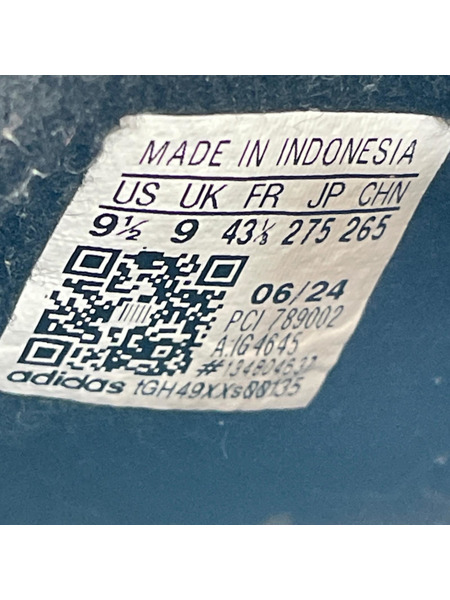 MADE IN INDONESIA
US UK FR JP CHN
9½ 9 43⅓ 275 265
06/24
PCI 789002
A:IG4645
#134804637
adidas tGH49XXs88135